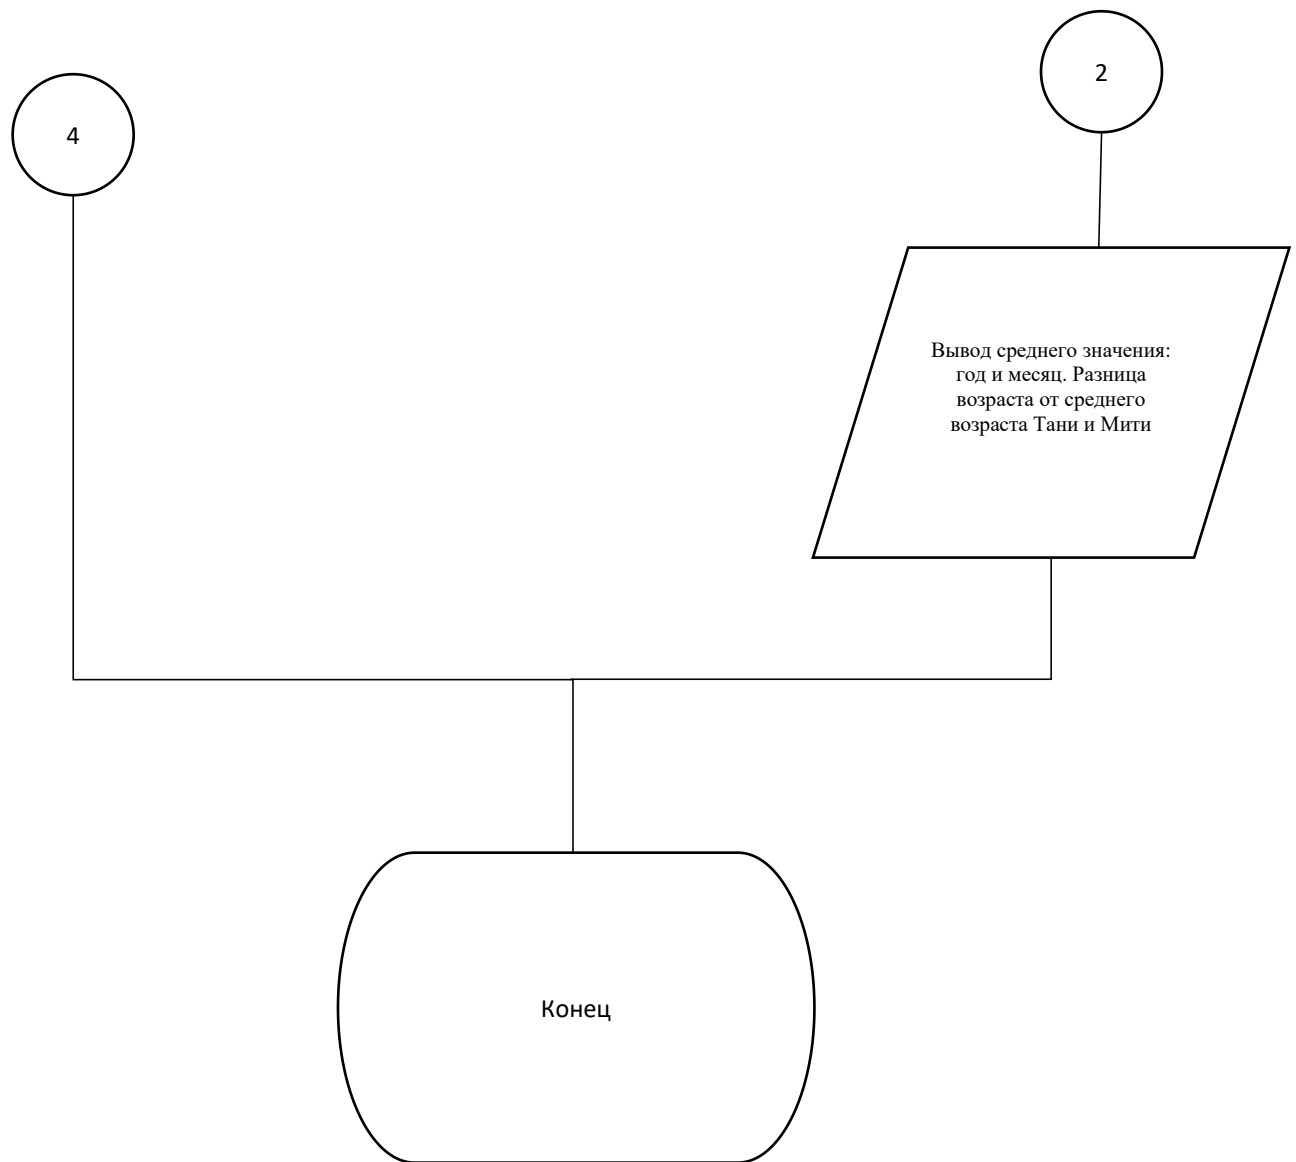 2
4
Вывод среднего значения:
год и месяц. Разница
возраста от среднего
возраста Тани и Мити
Конец